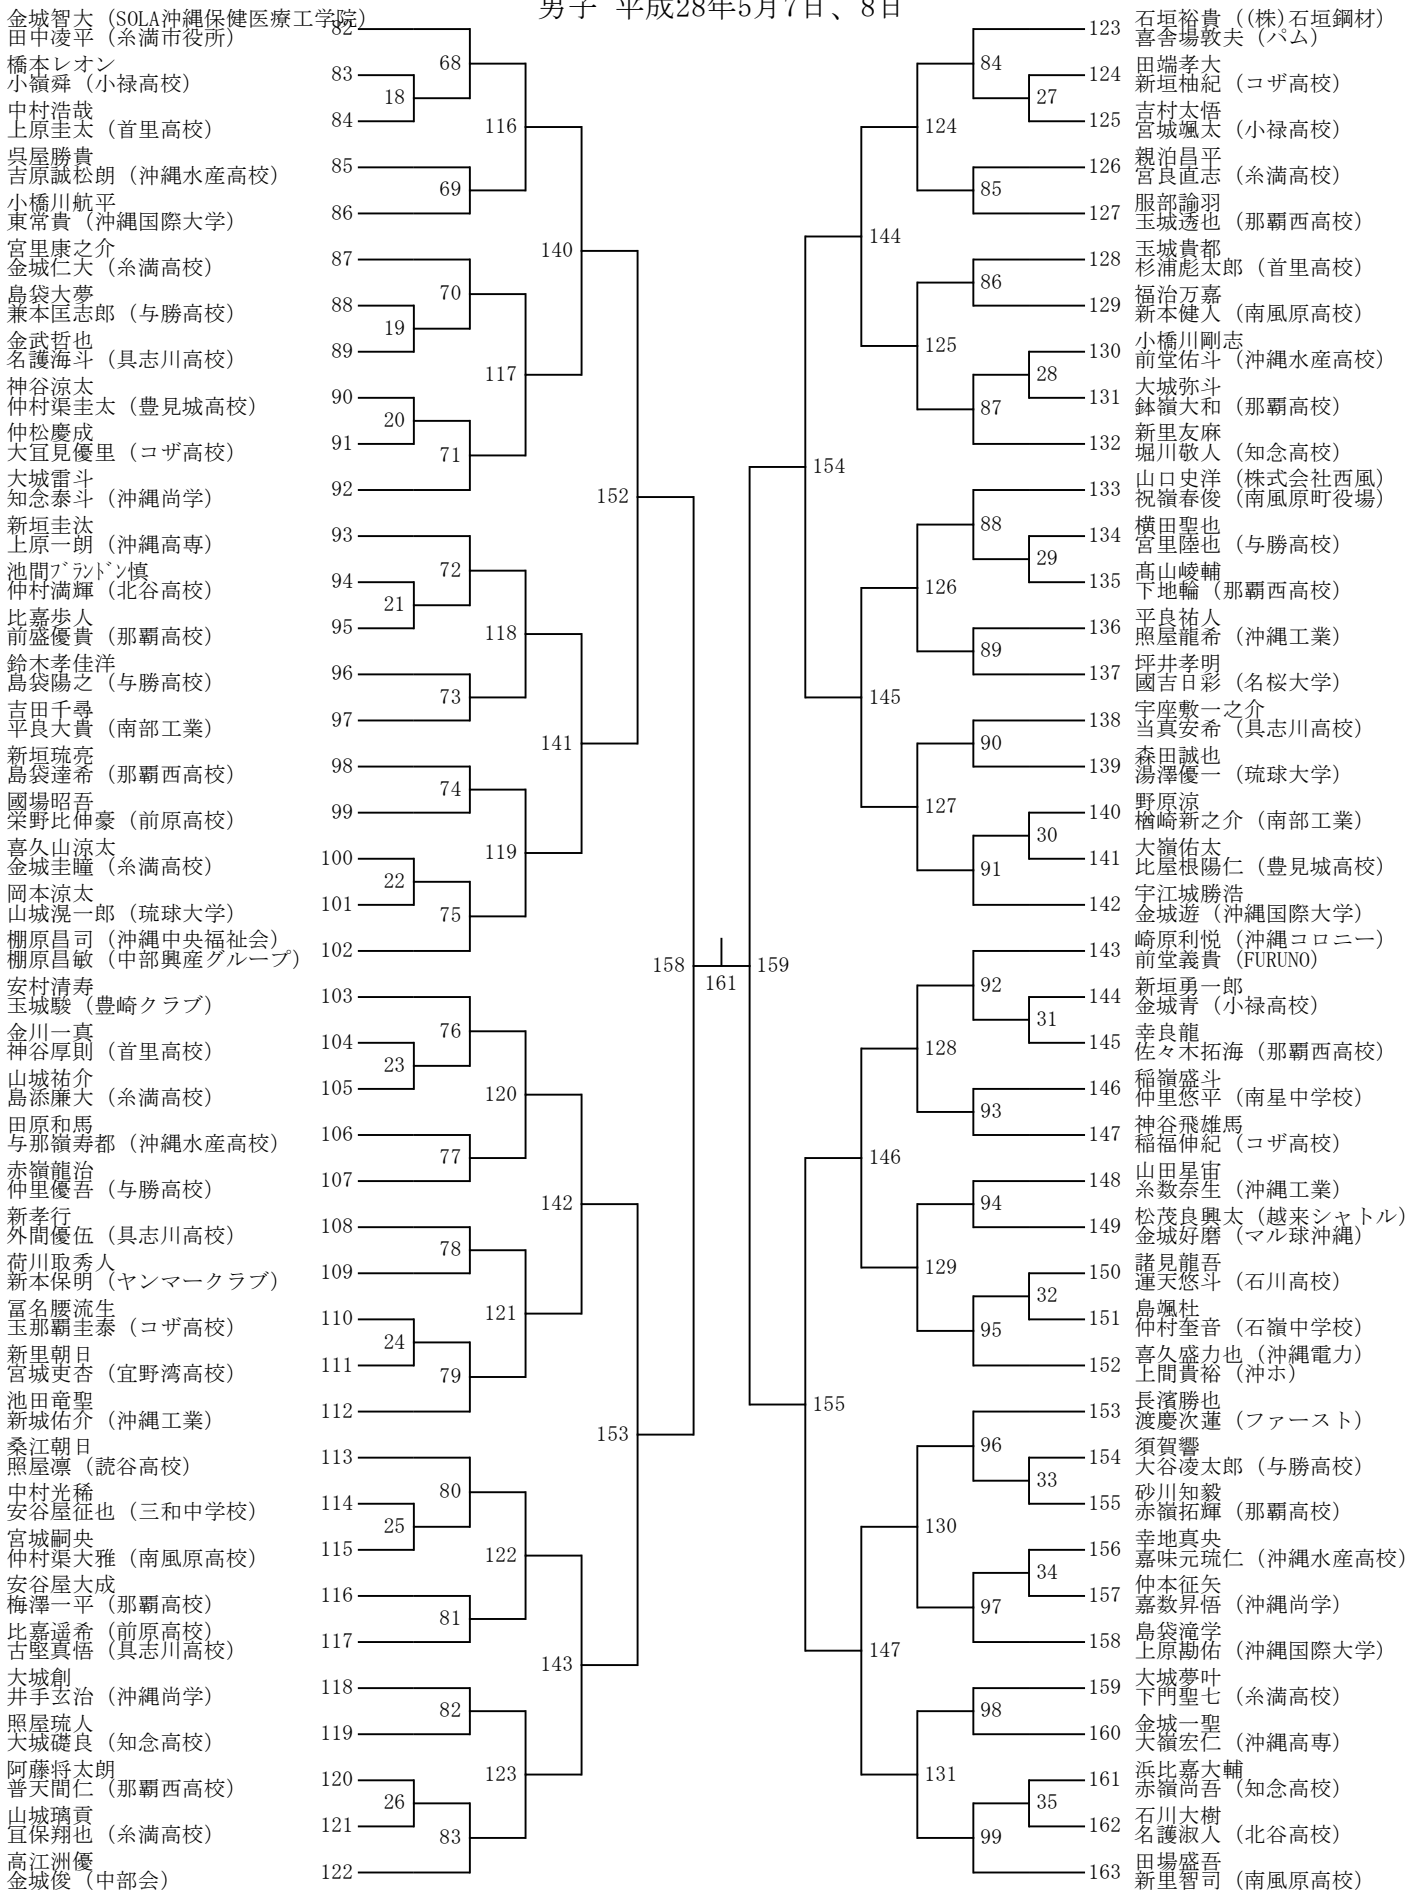 男子 平成28年5月7日、8日
金城智大（SOLA沖縄保健医療工学院）
田中凌平（糸満市役所）
82
橋本レオン
小嶺舜（小禄高校）
83
中村浩哉
上原圭太（首里高校）
84
呉屋勝貴
吉原誠松朗（沖縄水産高校）
85
小橋川航平
東常貴（沖縄国際大学）
86
宮里康之介
金城仁大（糸満高校）
87
島袋大夢
兼本匡志郎（与勝高校）
88
金武哲也
名護海斗（具志川高校）
89
神谷涼太
仲村渠圭太（豊見城高校）
90
仲松慶成
大宜見優里（コザ高校）
91
大城雷斗
知念泰斗（沖縄尚学）
92
新垣圭汰
上原一朗（沖縄高専）
93
池間ﾌﾞﾗﾝﾄﾞﾝ慎
仲村満輝（北谷高校）
94
比嘉歩人
前盛優貴（那覇高校）
95
鈴木孝佳洋
島袋陽之（与勝高校）
96
吉田千尋
平良大貴（南部工業）
97
新垣琉亮
島袋達希（那覇西高校）
98
國場昭吾
栄野比伸豪（前原高校）
99
喜久山涼太
金城圭瞳（糸満高校）
100
岡本涼太
山城滉一郎（琉球大学）
101
棚原昌司（沖縄中央福祉会）
棚原昌敏（中部興産グループ）
102
安村清寿
玉城駿（豊崎クラブ）
103
金川一真
神谷厚則（首里高校）
104
山城祐介
島添廉大（糸満高校）
105
田原和馬
与那嶺寿都（沖縄水産高校）
106
赤嶺龍治
仲里優吾（与勝高校）
107
新孝行
外間優伍（具志川高校）
108
荷川取秀人
新本保明（ヤンマークラブ）
109
冨名腰流生
玉那覇圭泰（コザ高校）
110
新里朝日
宮城吏杏（宜野湾高校）
111
池田竜聖
新城佑介（沖縄工業）
112
桑江朝日
照屋凛（読谷高校）
113
中村光稀
安谷屋征也（三和中学校）
114
宮城嗣央
仲村渠大雅（南風原高校）
115
安谷屋大成
梅澤一平（那覇高校）
116
比嘉遥希（前原高校）
古堅真悟（具志川高校）
117
大城創
井手玄治（沖縄尚学）
118
照屋琉人
大城礎良（知念高校）
119
阿藤将太朗
普天間仁（那覇西高校）
120
山城璃貢
宜保翔也（糸満高校）
121
高江洲優
金城俊（中部会）
122
18
19
20
21
22
23
24
25
26
68
69
70
71
72
73
74
75
76
77
78
79
80
81
82
83
116
117
118
119
120
121
122
123
140
141
142
143
152
153
158
161
159
154
155
144
145
146
147
124
125
126
127
128
129
130
131
84
85
86
87
88
89
90
91
92
93
94
95
96
97
98
99
27
28
29
30
31
32
33
34
35
123
石垣裕貴（(株)石垣鋼材）
喜舎場敦夫（パム）
124
田端孝大
新垣柚紀（コザ高校）
125
吉村太悟
宮城颯太（小禄高校）
126
親泊昌平
宮良直志（糸満高校）
127
服部諭羽
玉城透也（那覇西高校）
128
玉城貴都
杉浦彪太郎（首里高校）
129
福治万嘉
新本健人（南風原高校）
130
小橋川剛志
前堂佑斗（沖縄水産高校）
131
大城弥斗
鉢嶺大和（那覇高校）
132
新里友麻
堀川敬人（知念高校）
133
山口史洋（株式会社西風）
祝嶺春俊（南風原町役場）
134
横田聖也
宮里陸也（与勝高校）
135
髙山崚輔
下地輪（那覇西高校）
136
平良祐人
照屋龍希（沖縄工業）
137
坪井孝明
國吉日彩（名桜大学）
138
宇座敷一之介
当真安希（具志川高校）
139
森田誠也
湯澤優一（琉球大学）
140
野原涼
楢崎新之介（南部工業）
141
大嶺佑太
比屋根陽仁（豊見城高校）
142
宇江城勝浩
金城遊（沖縄国際大学）
143
崎原利悦（沖縄コロニー）
前堂義貴（FURUNO）
144
新垣勇一郎
金城青（小禄高校）
145
幸良龍
佐々木拓海（那覇西高校）
146
稲嶺盛斗
仲里悠平（南星中学校）
147
神谷飛雄馬
稲福伸紀（コザ高校）
148
山田星宙
糸数奈生（沖縄工業）
149
松茂良興太（越来シャトル）
金城好磨（マル球沖縄）
150
諸見龍吾
運天悠斗（石川高校）
151
島颯杜
仲村奎音（石嶺中学校）
152
喜久盛力也（沖縄電力）
上間貴裕（沖ホ）
153
長濱勝也
渡慶次蓮（ファースト）
154
須賀響
大谷凌太郎（与勝高校）
155
砂川知毅
赤嶺拓輝（那覇高校）
156
幸地真央
嘉味元琉仁（沖縄水産高校）
157
仲本征矢
嘉数昇悟（沖縄尚学）
158
島袋滝学
上原勘佑（沖縄国際大学）
159
大城夢叶
下門聖七（糸満高校）
160
金城一聖
大嶺宏仁（沖縄高専）
161
浜比嘉大輔
赤嶺尚吾（知念高校）
162
石川大樹
名護淑人（北谷高校）
163
田場盛吾
新里智司（南風原高校）